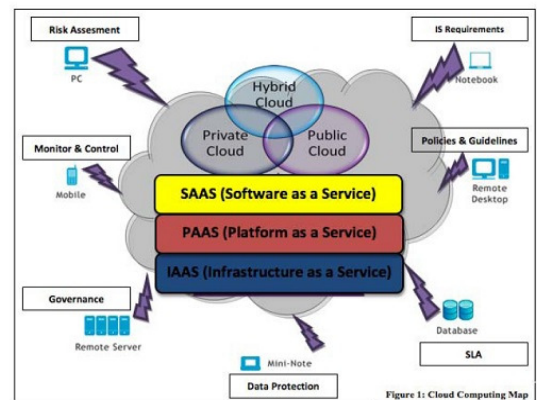 Risk Assesment
PC
IS Requirements
Notebook
Hybrid
Cloud
Private
Cloud
Public
Cloud
Monitor & Control
Mobile
Policies & Guidelines
Remote
Desktop
SAAS (Software as a Service)
PAAS (Platform as a Service)
IAAS (Infrastructure as a Service)
Governance
Remote Server
Database
SLA
Mini-Note
Data Protection
Figure 1: Cloud Computing Map